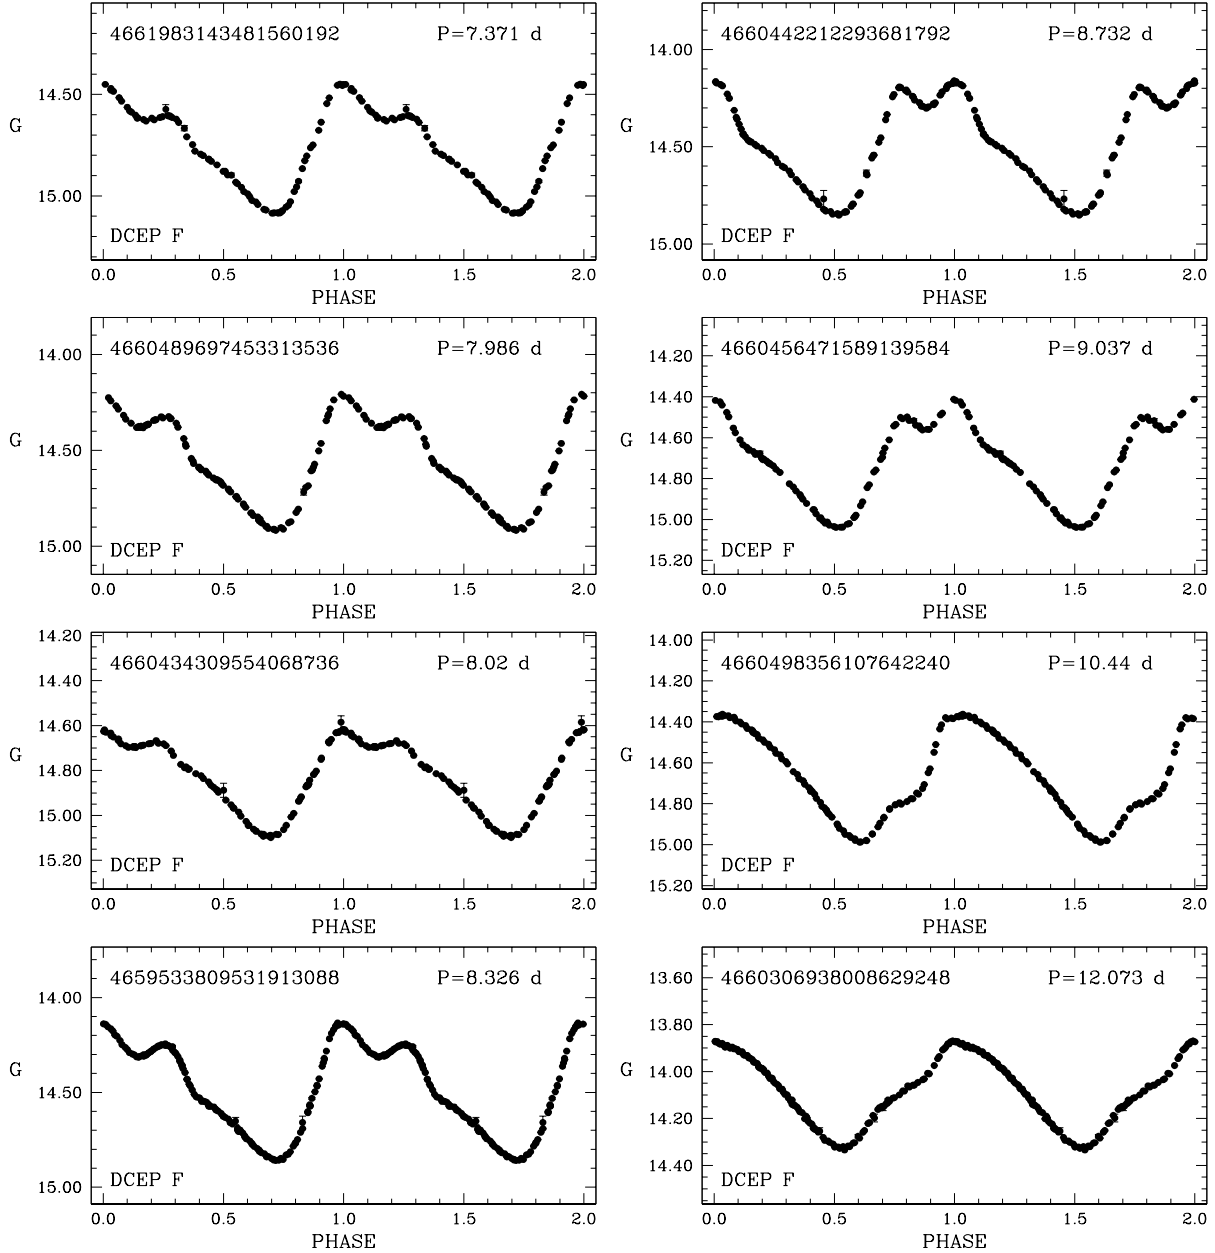 4661983143481560192 P=7.371 d
14.50
G
15.00
DCEP F
0.0 0.5 1.0 1.5 2.0
PHASE
4660442212293681792 P=8.732 d
14.00
14.50
G
15.00
0.0 0.5 1.0 1.5 2.0
DCEP F
PHASE
4660489697453313536 P=7.986 d
14.00
G
14.50
15.00
DCEP F
0.0 0.5 1.0 1.5 2.0
PHASE
4660456471589139584 P=9.037 d
14.20
14.40
G
14.60
14.80
15.00
15.20
DCEP F
0.0 0.5 1.0 1.5 2.0
PHASE
4660434309554068736 P=8.02 d
14.20
14.40
14.60
G
14.80
15.00
15.20
DCEP F
0.0 0.5 1.0 1.5 2.0
PHASE
4660498356107642240 P=10.44 d
14.00
14.20
14.40
G
14.60
14.80
15.00
15.20
DCEP F
0.0 0.5 1.0 1.5 2.0
PHASE
4659533809531913088 P=8.326 d
14.00
G
14.50
15.00
DCEP F
0.0 0.5 1.0 1.5 2.0
PHASE
4660306938008629248 P=12.073 d
13.60
13.80
14.00
G
14.20
14.40
DCEP F
0.0 0.5 1.0 1.5 2.0
PHASE